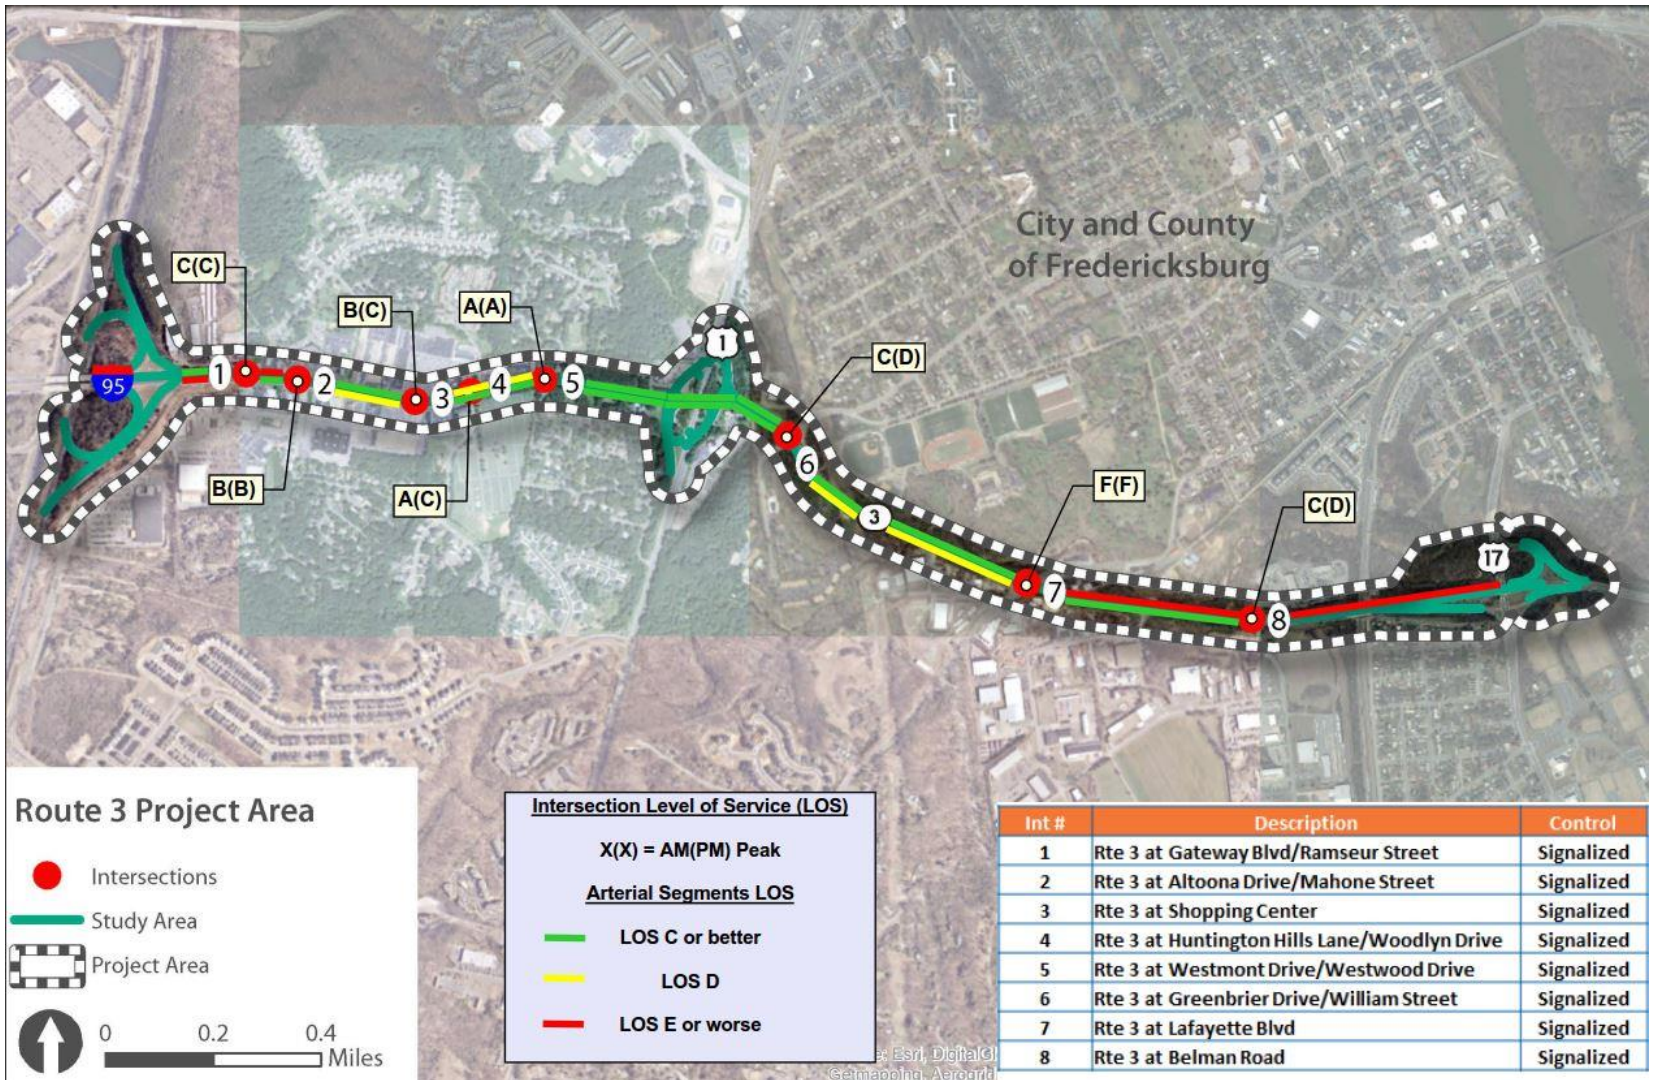 City and County
of Fredericksburg
C(C)
B(C)
A(A)
1
C(D)
95
1
2
3
4
5
B(B)
A(C)
6
3
F(F)
C(D)
7
8
17
Route 3 Project Area
Intersections
Study Area
Project Area
0 0.2 0.4
Miles
Intersection Level of Service (LOS)
X(X) = AM(PM) Peak
Arterial Segments LOS
LOS C or better
LOS D
LOS E or worse
Int # Description Control
1 Rte 3 at Gateway Blvd/Ramseur Street Signalized
2 Rte 3 at Altoona Drive/Mahone Street Signalized
3 Rte 3 at Shopping Center Signalized
4 Rte 3 at Huntington Hills Lane/Woodlyn Drive Signalized
5 Rte 3 at Westmont Drive/Westwood Drive Signalized
6 Rte 3 at Greenbrier Drive/William Street Signalized
7 Rte 3 at Lafayette Blvd Signalized
8 Rte 3 at Belman Road Signalized
e: Esri, DigitalGl
Getmapping, Aerogrid